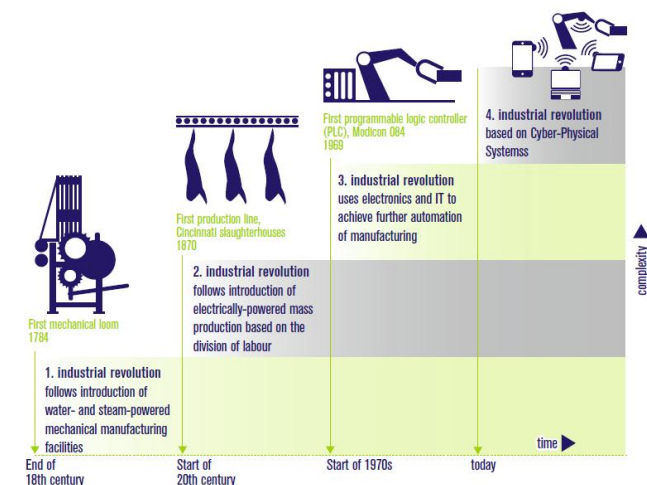 4. industrial revolution
based on Cyber-Physical
Systemss
First programmable logic controller
(PLC), Modicon 084
1969
3. industrial revolution
uses electronics and IT to
achieve further automation
of manufacturing
First production line,
Cincinnati slaughterhouses
1870
2. industrial revolution
follows introduction of
electrically-powered mass
production based on the
division of labour
First mechanical loom
1784
1. industrial revolution
follows introduction of
water- and steam-powered
mechanical manufacturing
facilities
complexity
time
End of
18th century
Start of
20th century
Start of 1970s
today